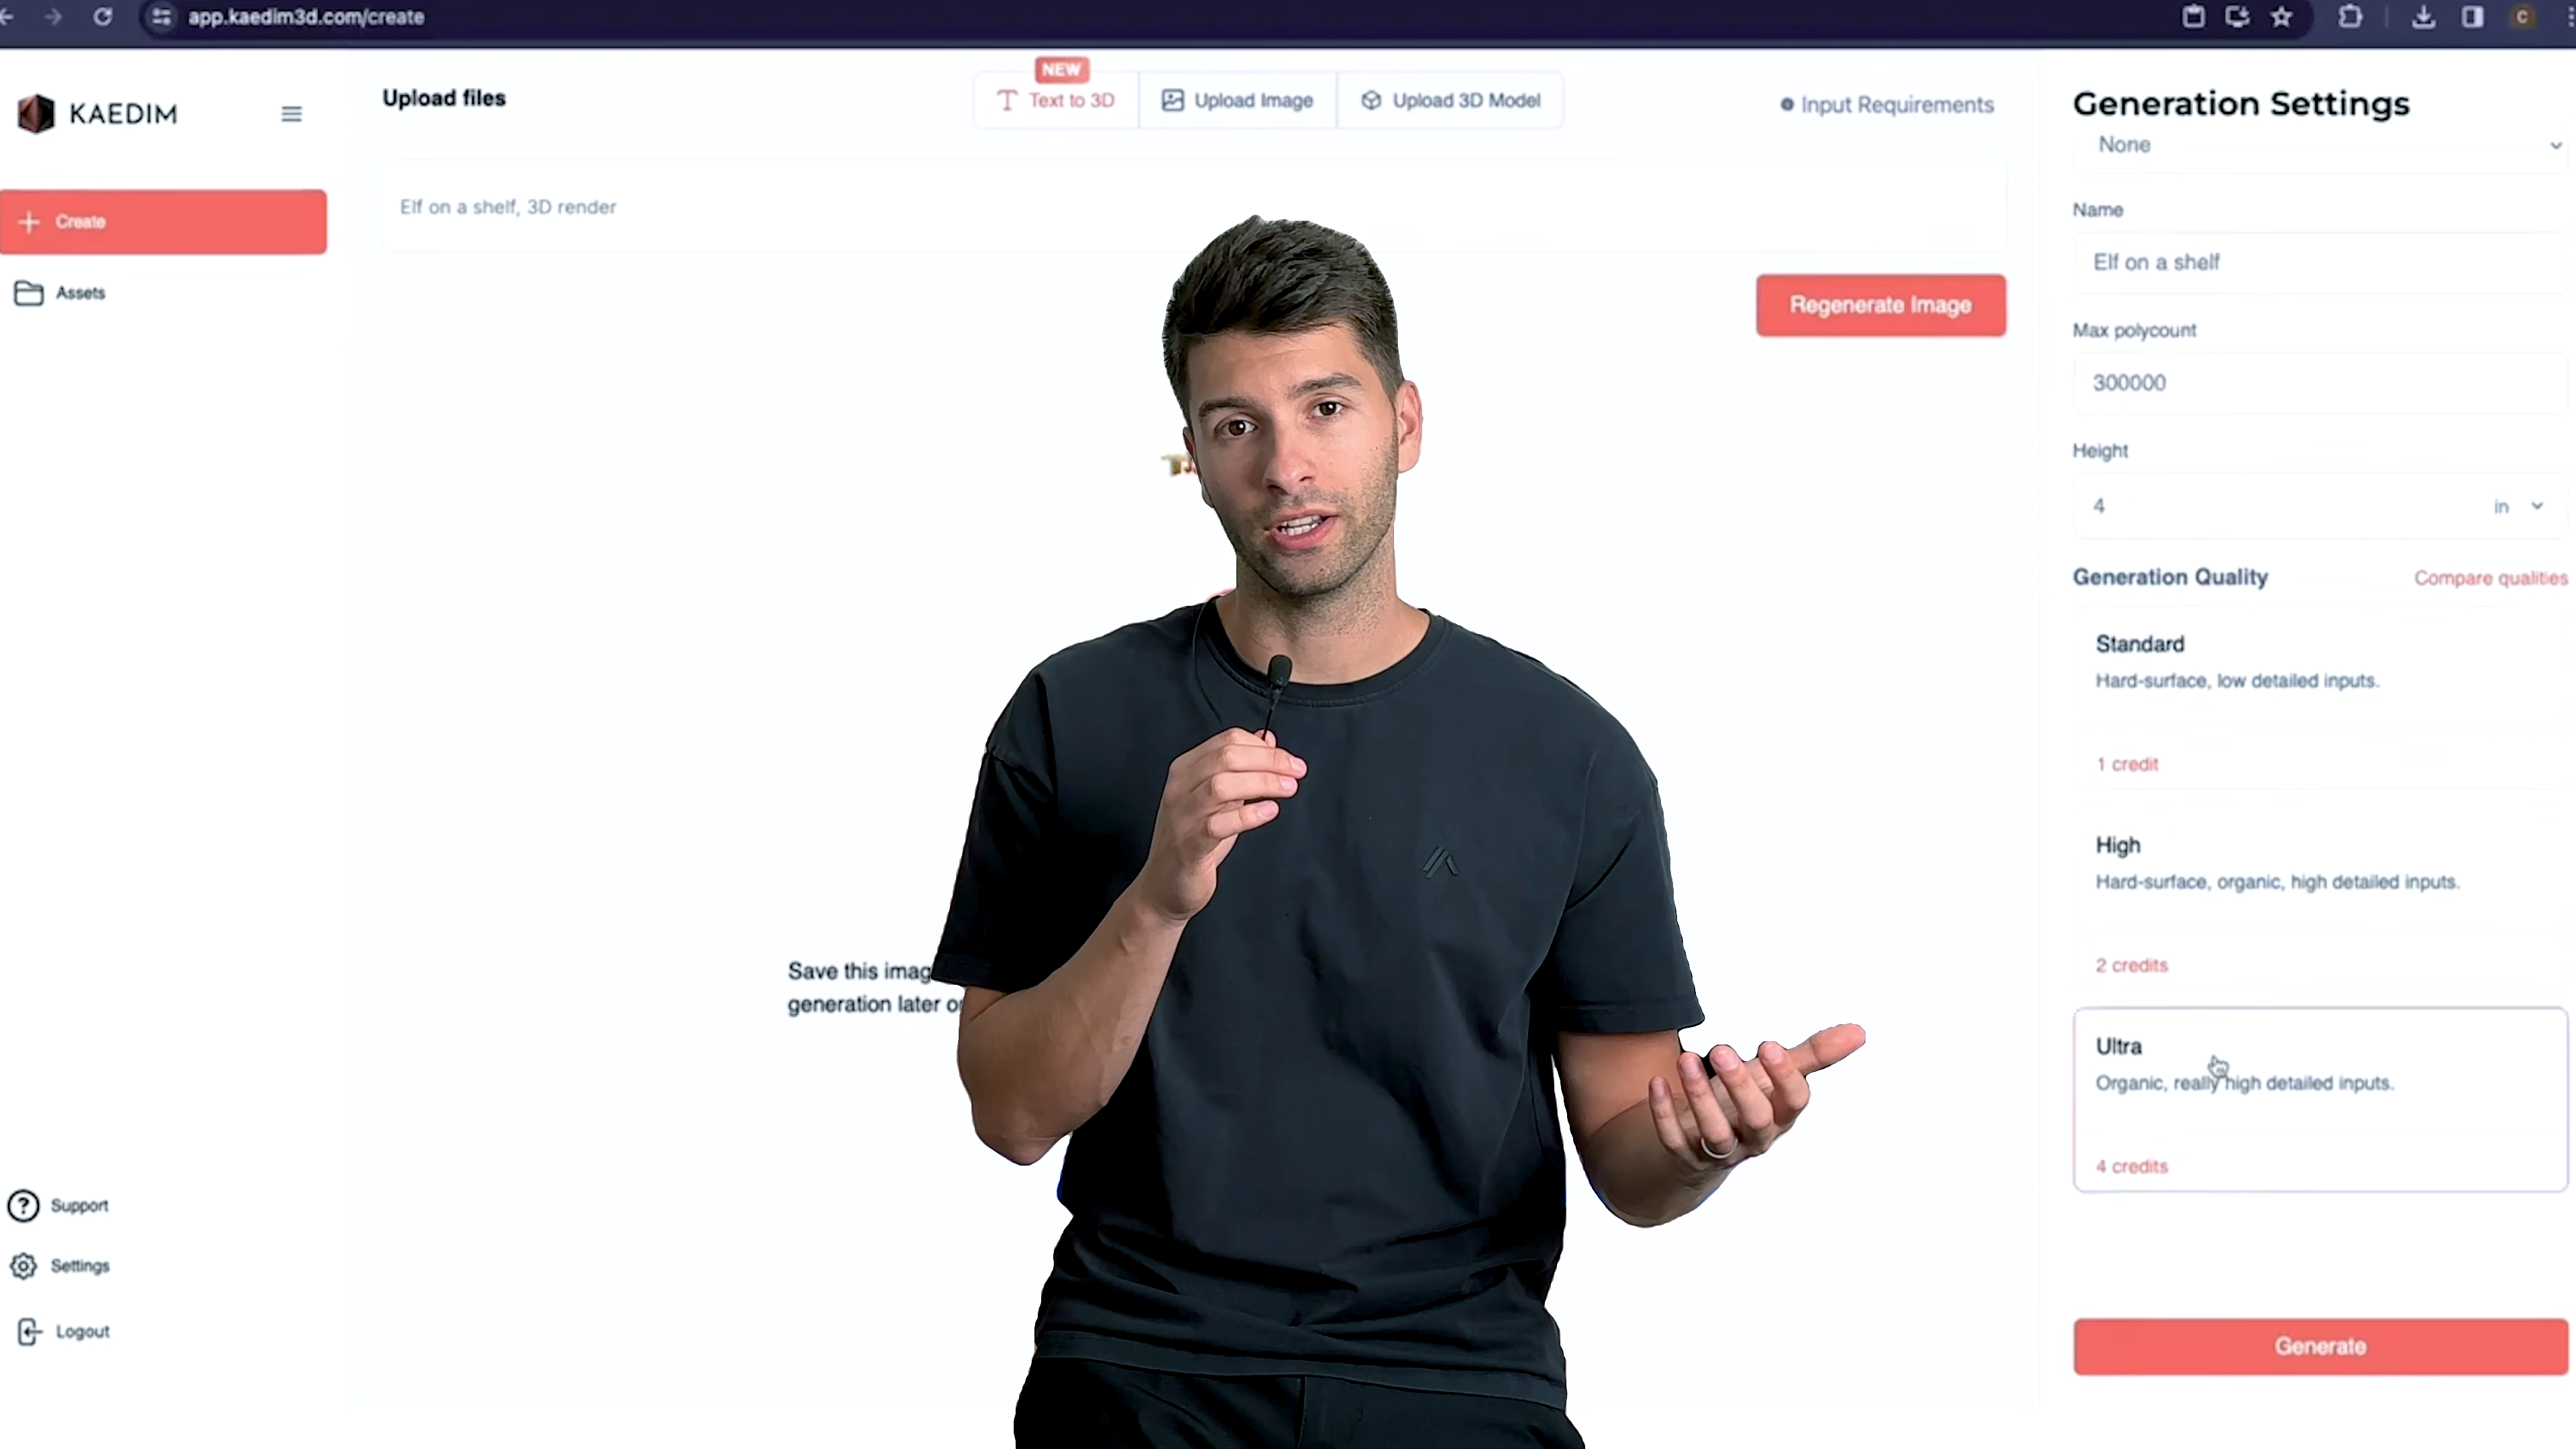 app.kaedim3d.com/create
C
KAEDIM
Create
Assets
Support
Settings
Logout
Upload files
NEW
Text to 3D
Upload Image
Upload 3D Model
Input Requirements
Elf on a shelf, 3D render
Regenerate Image
Save this imag
generation later
Generation Settings
None
Name
Elf on a shelf
Max polycount
300000
Height
4
in
Generation Quality
Compare qualities
Standard
Hard-surface, low detailed inputs.
1 credit
High
Hard-surface, organic, high detailed inputs.
2 credits
Ultra
Organic, really high detailed inputs.
4 credits
Generate